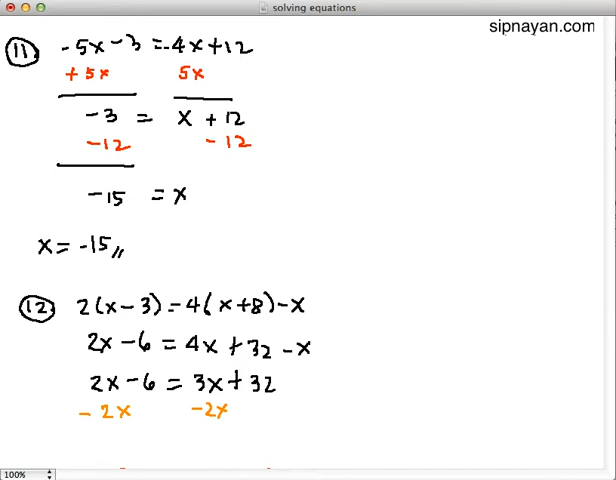 solving equations
sipnayan.com
11. -5x - 3 = -4x + 12
+ 5x 5x
-3 = x + 12
-12 -12
-15 = x
x = -15 //
12. 2(x - 3) = 4(x + 8) - x
2x - 6 = 4x + 32 - x
2x - 6 = 3x + 32
- 2x -2x
100%